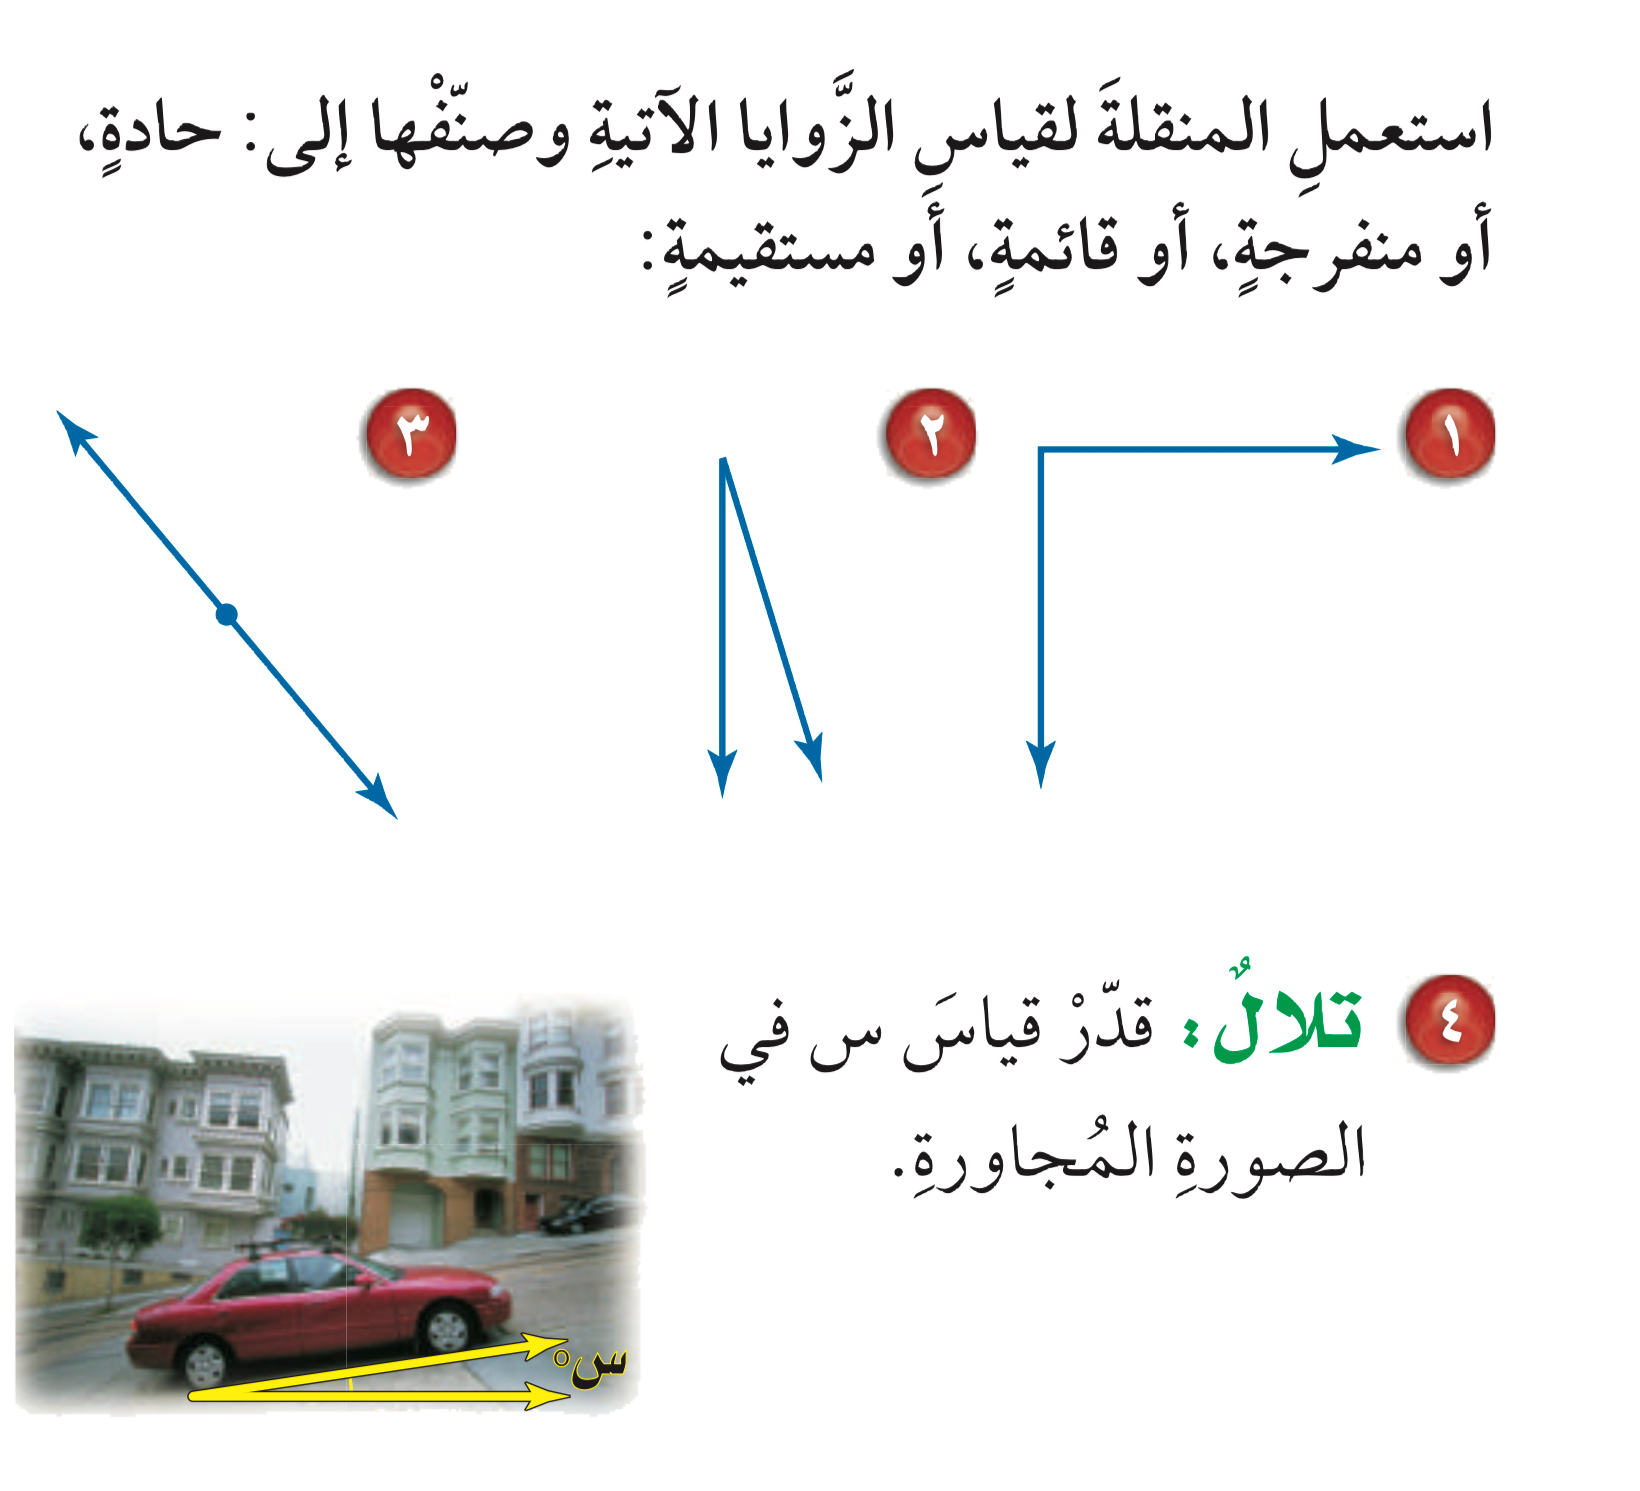 استعملِ المنقلةَ لقياسِ الزَّوايا الآتيةِ وصنّفْها إلى: حادةٍ،
أو منفرجةٍ، أو قائمةٍ، أَو مستقيمةٍ:
١
٢
٣
٤ تلالٌ: قدّرْ قياسَ س في
الصورةِ المُجاورةِ.
س°